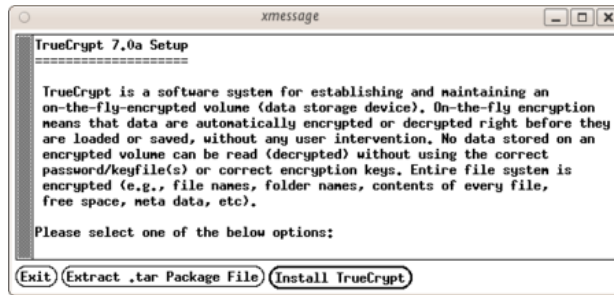 xmessage
TrueCrypt 7.0a Setup
====================
TrueCrypt is a software system for establishing and maintaining an
on-the-fly-encrypted volume (data storage device). On-the-fly encryption
means that data are automatically encrypted or decrypted right before they
are loaded or saved, without any user intervention. No data stored on an
encrypted volume can be read (decrypted) without using the correct
password/keyfile(s) or correct encryption keys. Entire file system is
encrypted (e.g., file names, folder names, contents of every file,
free space, meta data, etc).
Please select one of the below options:
Exit Extract .tar Package File Install TrueCrypt